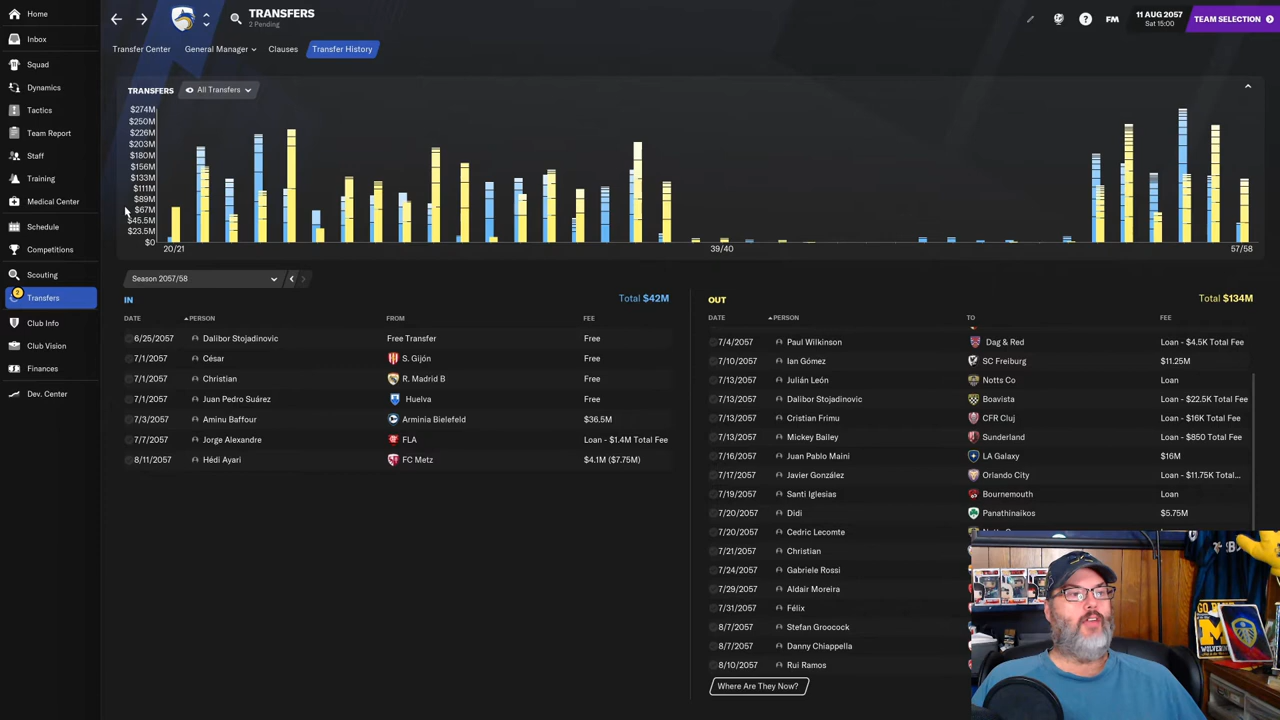 Home
TRANSFERS
2 Pending
11 AUG 2057
Sat 15:00
FM
TEAM SELECTION
Inbox
Transfer Center
General Manager
Clauses
Transfer History
Squad
Dynamics
Tactics
Team Report
Staff
Training
Medical Center
Schedule
Competitions
Scouting
2
Transfers
Club Info
Club Vision
Finances
Dev. Center
TRANSFERS
All Transfers
$274M
$250M
$226M
$203M
$180M
$156M
$133M
$111M
$89M
$67M
$45.5M
$23.5M
$0
20/21 39/40 57/58
Season 2057/58
IN Total $42M
DATE PERSON FROM FEE
6/25/2057 Dalibor Stojadinovic Free Transfer Free
7/1/2057 César S. Gijón Free
7/1/2057 Christian R. Madrid B Free
7/1/2057 Juan Pedro Suárez Huelva Free
7/3/2057 Aminu Baffour Arminia Bielefeld $36.5M
7/7/2057 Jorge Alexandre FLA Loan - $1.4M Total Fee
8/11/2057 Hédi Ayari FC Metz $4.1M ($7.75M)
OUT Total $134M
DATE PERSON TO FEE
7/4/2057 Paul Wilkinson Dag & Red Loan - $4.5K Total Fee
7/10/2057 Ian Gómez SC Freiburg $11.25M
7/13/2057 Julián León Notts Co Loan
7/13/2057 Dalibor Stojadinovic Boavista Loan - $22.5K Total Fee
7/13/2057 Cristian Frimu CFR Cluj Loan - $16K Total Fee
7/13/2057 Mickey Bailey Sunderland Loan - $850 Total Fee
7/16/2057 Juan Pablo Maini LA Galaxy $16M
7/17/2057 Javier González Orlando City Loan - $11.75K Total...
7/19/2057 Santi Iglesias Bournemouth Loan
7/20/2057 Didi Panathinaikos $5.75M
7/20/2057 Cedric Lecomte
7/21/2057 Christian
7/24/2057 Gabriele Rossi
7/29/2057 Aldair Moreira
7/31/2057 Félix
8/7/2057 Stefan Groocock
8/7/2057 Danny Chiappella
8/10/2057 Rui Ramos
Where Are They Now?
GO BLUE
M
WOLVERINES